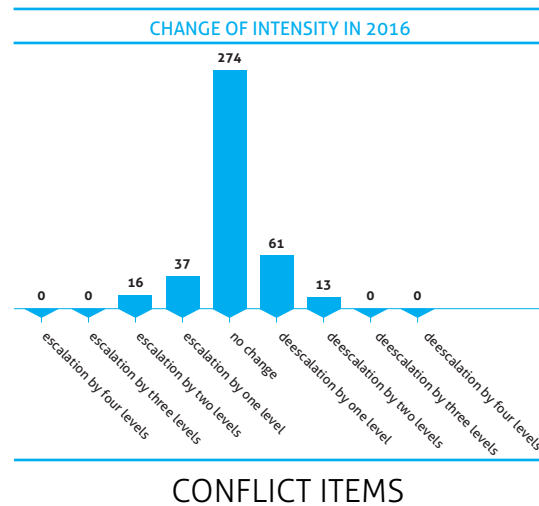 CHANGE OF INTENSITY IN 2016
274
61
37
16
13
0
0
0
0
escalation by four levels
escalation by three levels
escalation by two levels
escalation by one level
no change
deescalation by one level
deescalation by two levels
deescalation by three levels
deescalation by four levels
CONFLICT ITEMS